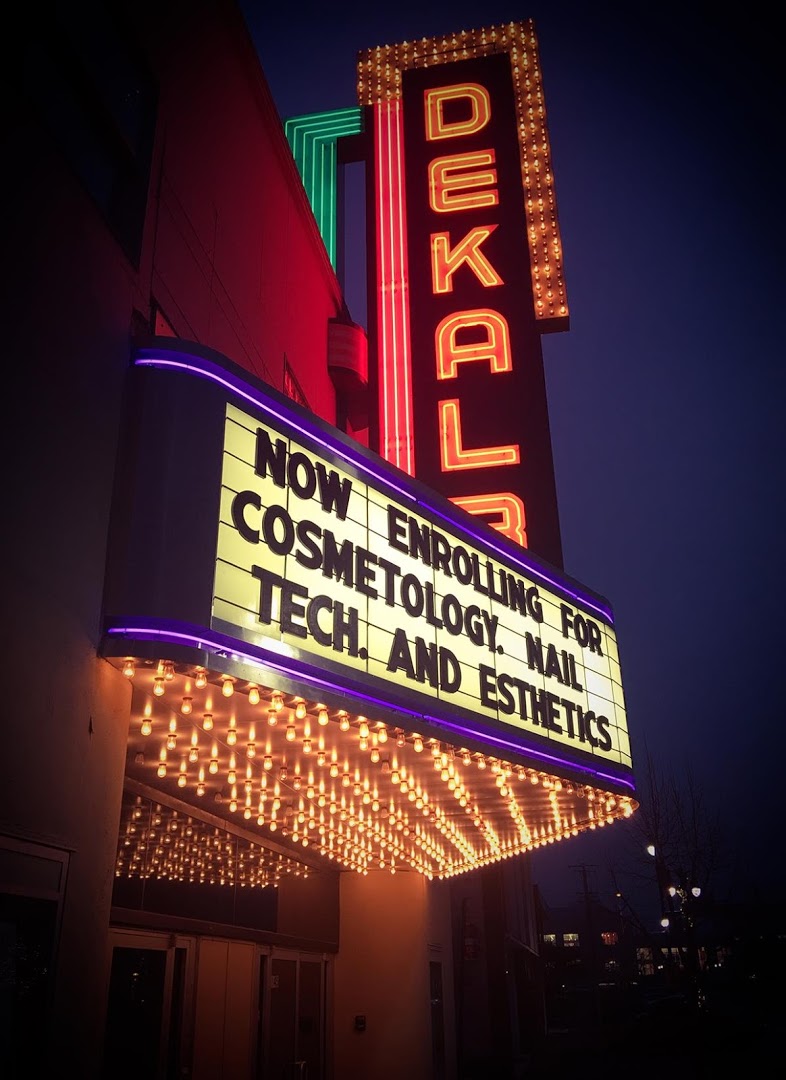 DEKALB
NOW ENROLLING FOR
COSMETOLOGY. NAIL
TECH. AND ESTHETICS